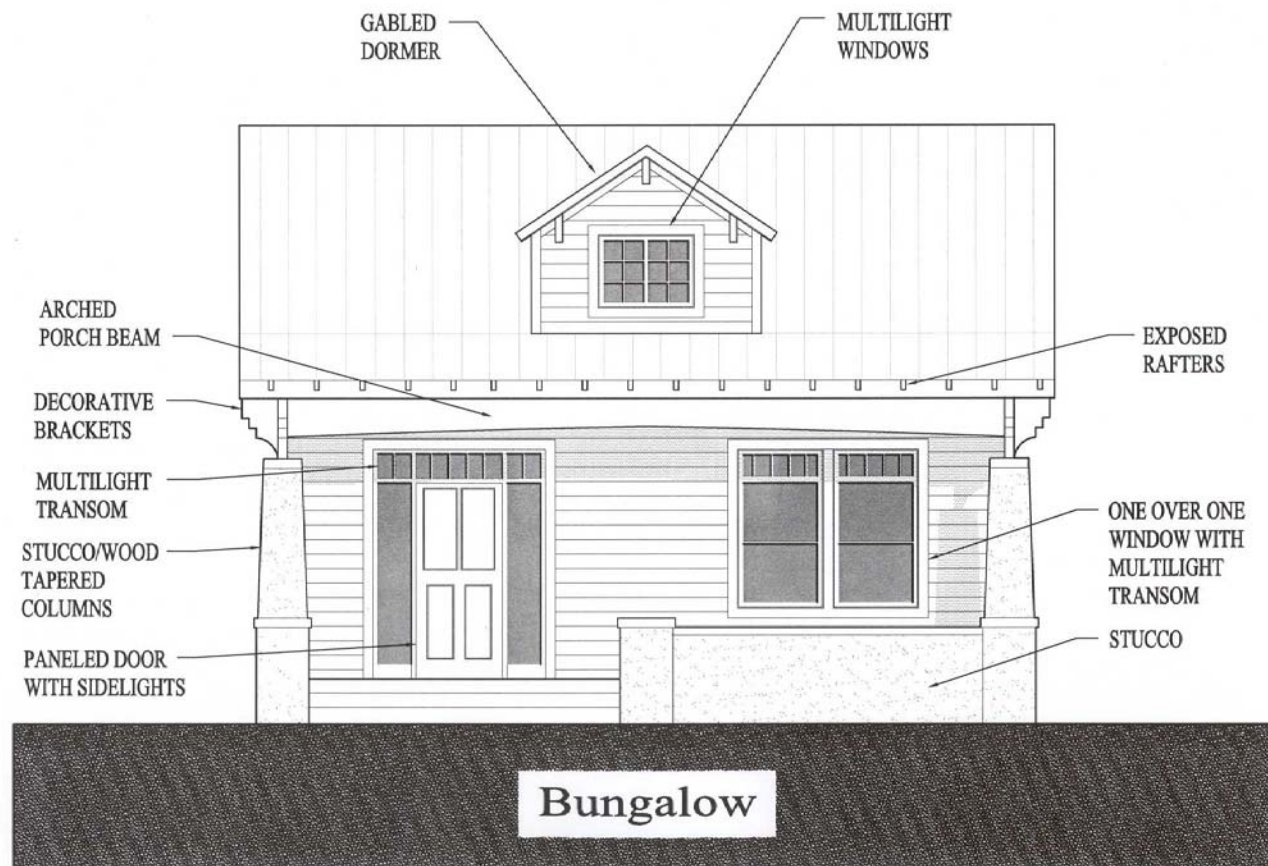 GABLED
DORMER
MULTILIGHT
WINDOWS
ARCHED
PORCH BEAM
EXPOSED
RAFTERS
DECORATIVE
BRACKETS
MULTILIGHT
TRANSOM
STUCCO/WOOD
TAPERED
COLUMNS
ONE OVER ONE
WINDOW WITH
MULTILIGHT
TRANSOM
STUCCO
PANELED DOOR
WITH SIDELIGHTS
Bungalow